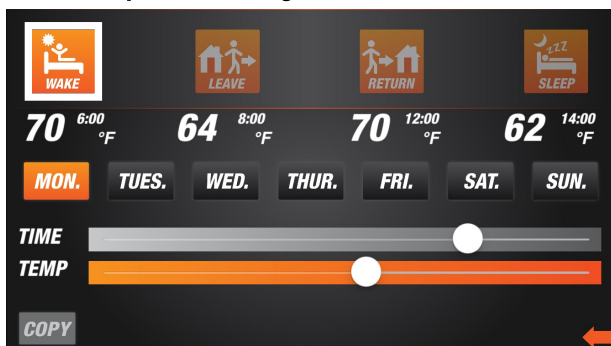 zZZ
WAKE LEAVE RETURN SLEEP
70 6:00 °F 64 8:00 °F 70 12:00 °F 62 14:00 °F
MON. TUES. WED. THUR. FRI. SAT. SUN.
TIME
TEMP
COPY